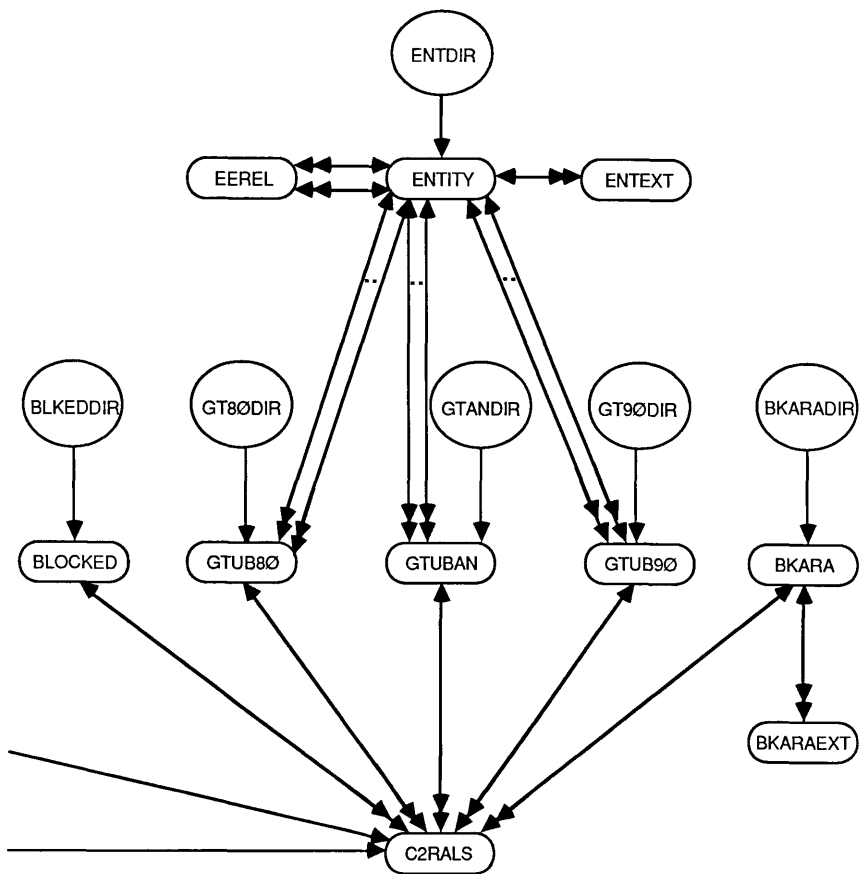 ENTDIR
EEREL
ENTITY
ENTEXT
BLKEDDIR
GT8ØDIR
GTANDIR
GT9ØDIR
BKARADIR
BLOCKED
GTUB8Ø
GTUBAN
GTUB9Ø
BKARA
BKARAEXT
C2RALS